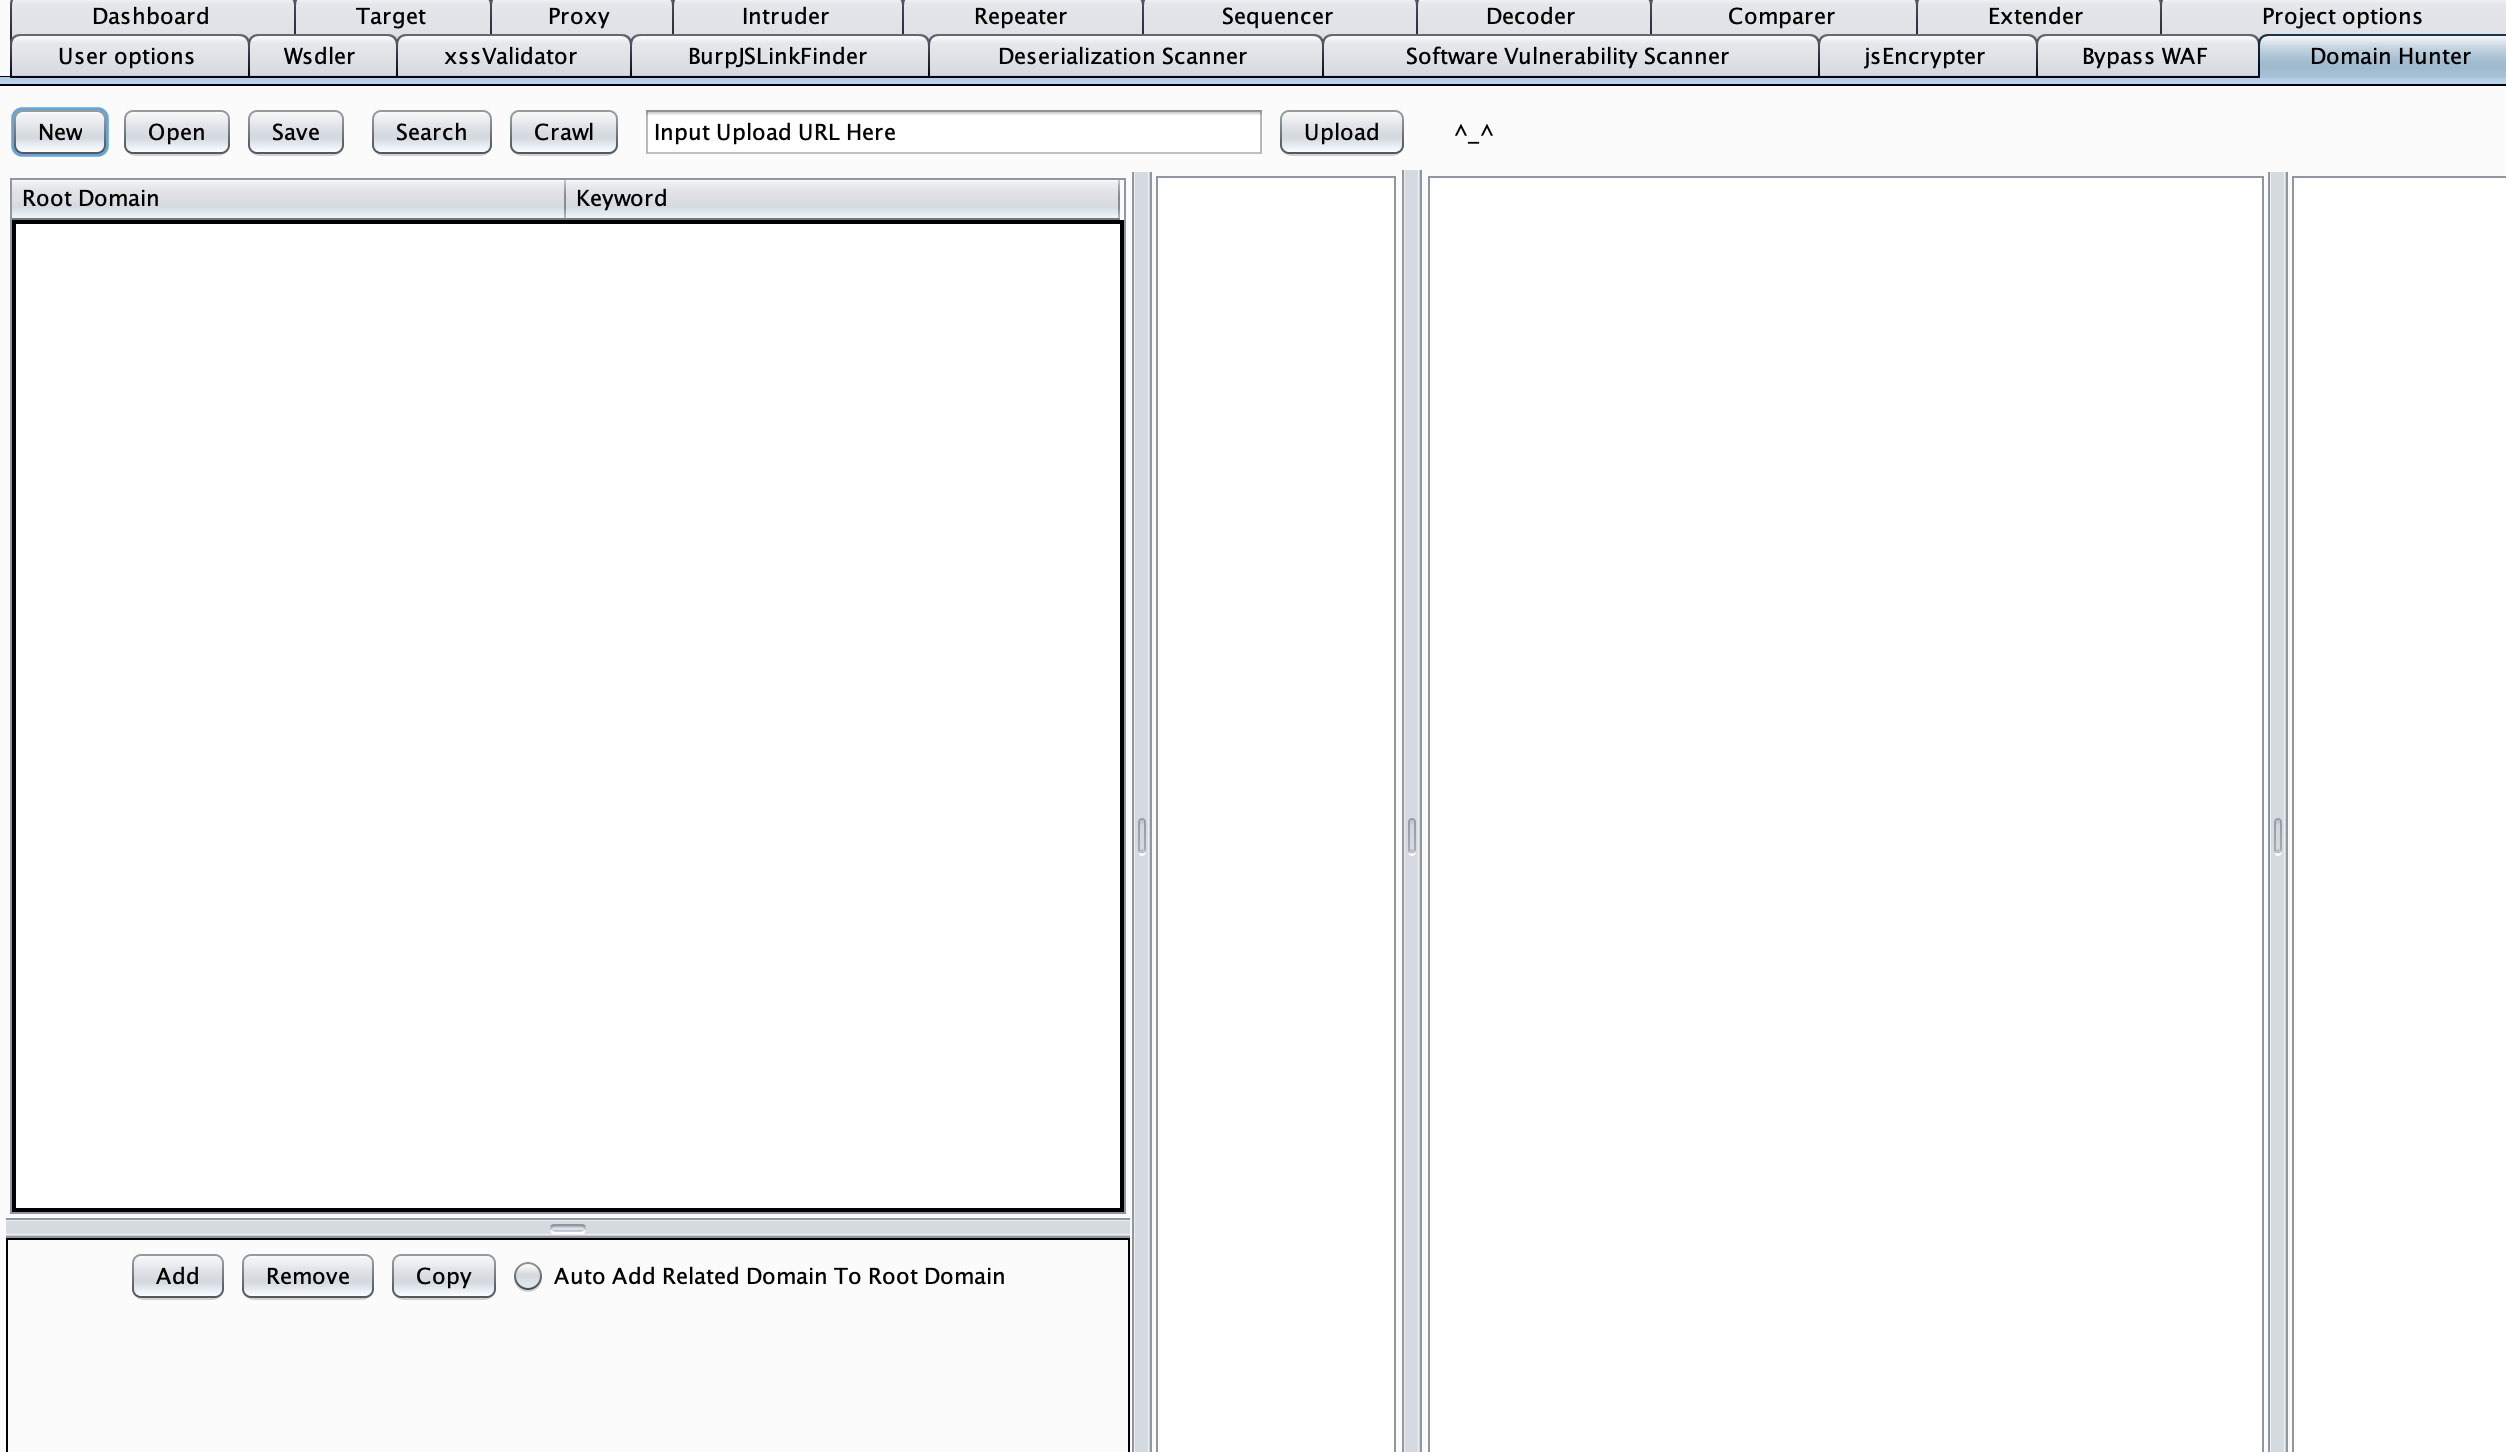 Dashboard Target Proxy Intruder Repeater Sequencer Decoder Comparer Extender Project options
User options Wsdler xssValidator BurpJSLinkFinder Deserialization Scanner Software Vulnerability Scanner jsEncrypter Bypass WAF Domain Hunter
New Open Save Search Crawl Input Upload URL Here Upload ^_^
Root Domain Keyword
Add Remove Copy Auto Add Related Domain To Root Domain